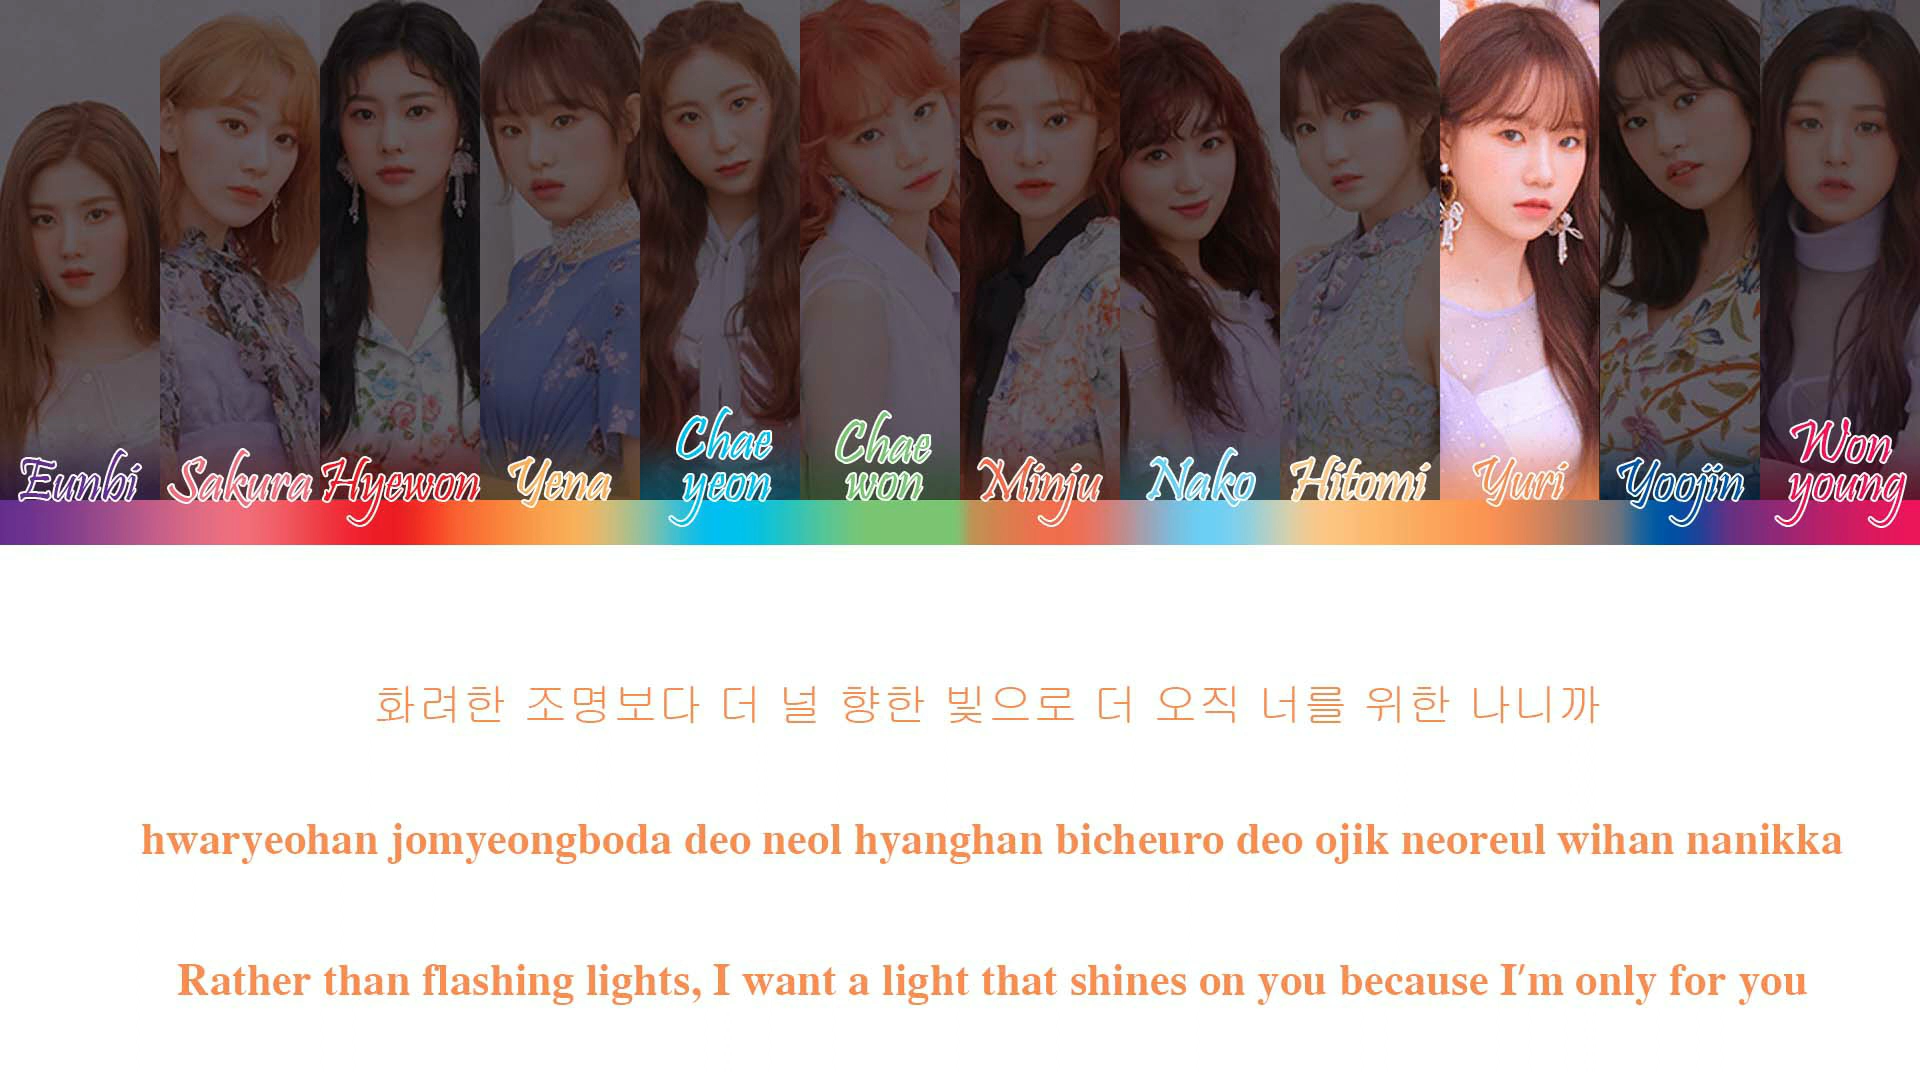 Eunbi Sakura Hyewon Yena Chae yeon Chae won Minju Nako Hitomi Yuri Yoojin Won young
화려한 조명보다 더 널 향한 빛으로 더 오직 너를 위한 나니까
hwaryeohan jomyeongboda deo neol hyanghan bicheuro deo ojik neoreul wihan nanikka
Rather than flashing lights, I want a light that shines on you because I'm only for you